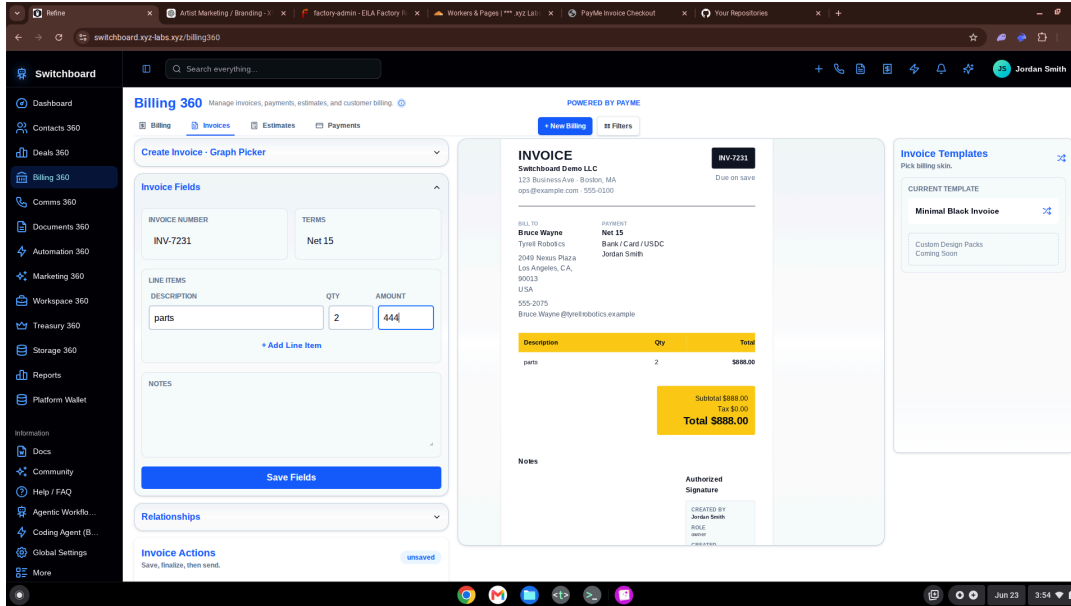 Refine
Artist Marketing / Branding - X
factory-admin - EILA Factory
Workers & Pages | *** .xyz Lab
PayMe Invoice Checkout
Your Repositories
switchboard.xyz-labs.xyz/billing360
Switchboard
Search everything...
JS
Jordan Smith
Dashboard
Contacts 360
Deals 360
Billing 360
Comms 360
Documents 360
Automation 360
Marketing 360
Workspace 360
Treasury 360
Storage 360
Reports
Platform Wallet
Information
Docs
Community
Help / FAQ
Agentic Workflo...
Coding Agent (B...
Global Settings
More
Billing 360
Manage invoices, payments, estimates, and customer billing.
POWERED BY PAYME
Billing
Invoices
Estimates
Payments
+ New Billing
Filters
Create Invoice - Graph Picker
Invoice Fields
INVOICE NUMBER
INV-7231
TERMS
Net 15
LINE ITEMS
DESCRIPTION
QTY
AMOUNT
parts
2
444
+ Add Line Item
NOTES
Save Fields
Relationships
Invoice Actions
Save, finalize, then send.
unsaved
INVOICE
Switchboard Demo LLC
123 Business Ave · Boston, MA
ops@example.com · 555-0100
INV-7231
Due on save
BILL TO
Bruce Wayne
Tyrell Robotics
2049 Nexus Plaza
Los Angeles, CA,
90013
USA
555-2075
Bruce.Wayne@tyrellrobotics.example
PAYMENT
Net 15
Bank / Card / USDC
Jordan Smith
Description
Qty
Total
parts
2
$888.00
Subtotal $888.00
Tax $0.00
Total $888.00
Notes
Authorized
Signature
CREATED BY
Jordan Smith
ROLE
owner
CREATED
Invoice Templates
Pick billing skin.
CURRENT TEMPLATE
Minimal Black Invoice
Custom Design Packs
Coming Soon
Jun 23
3:54